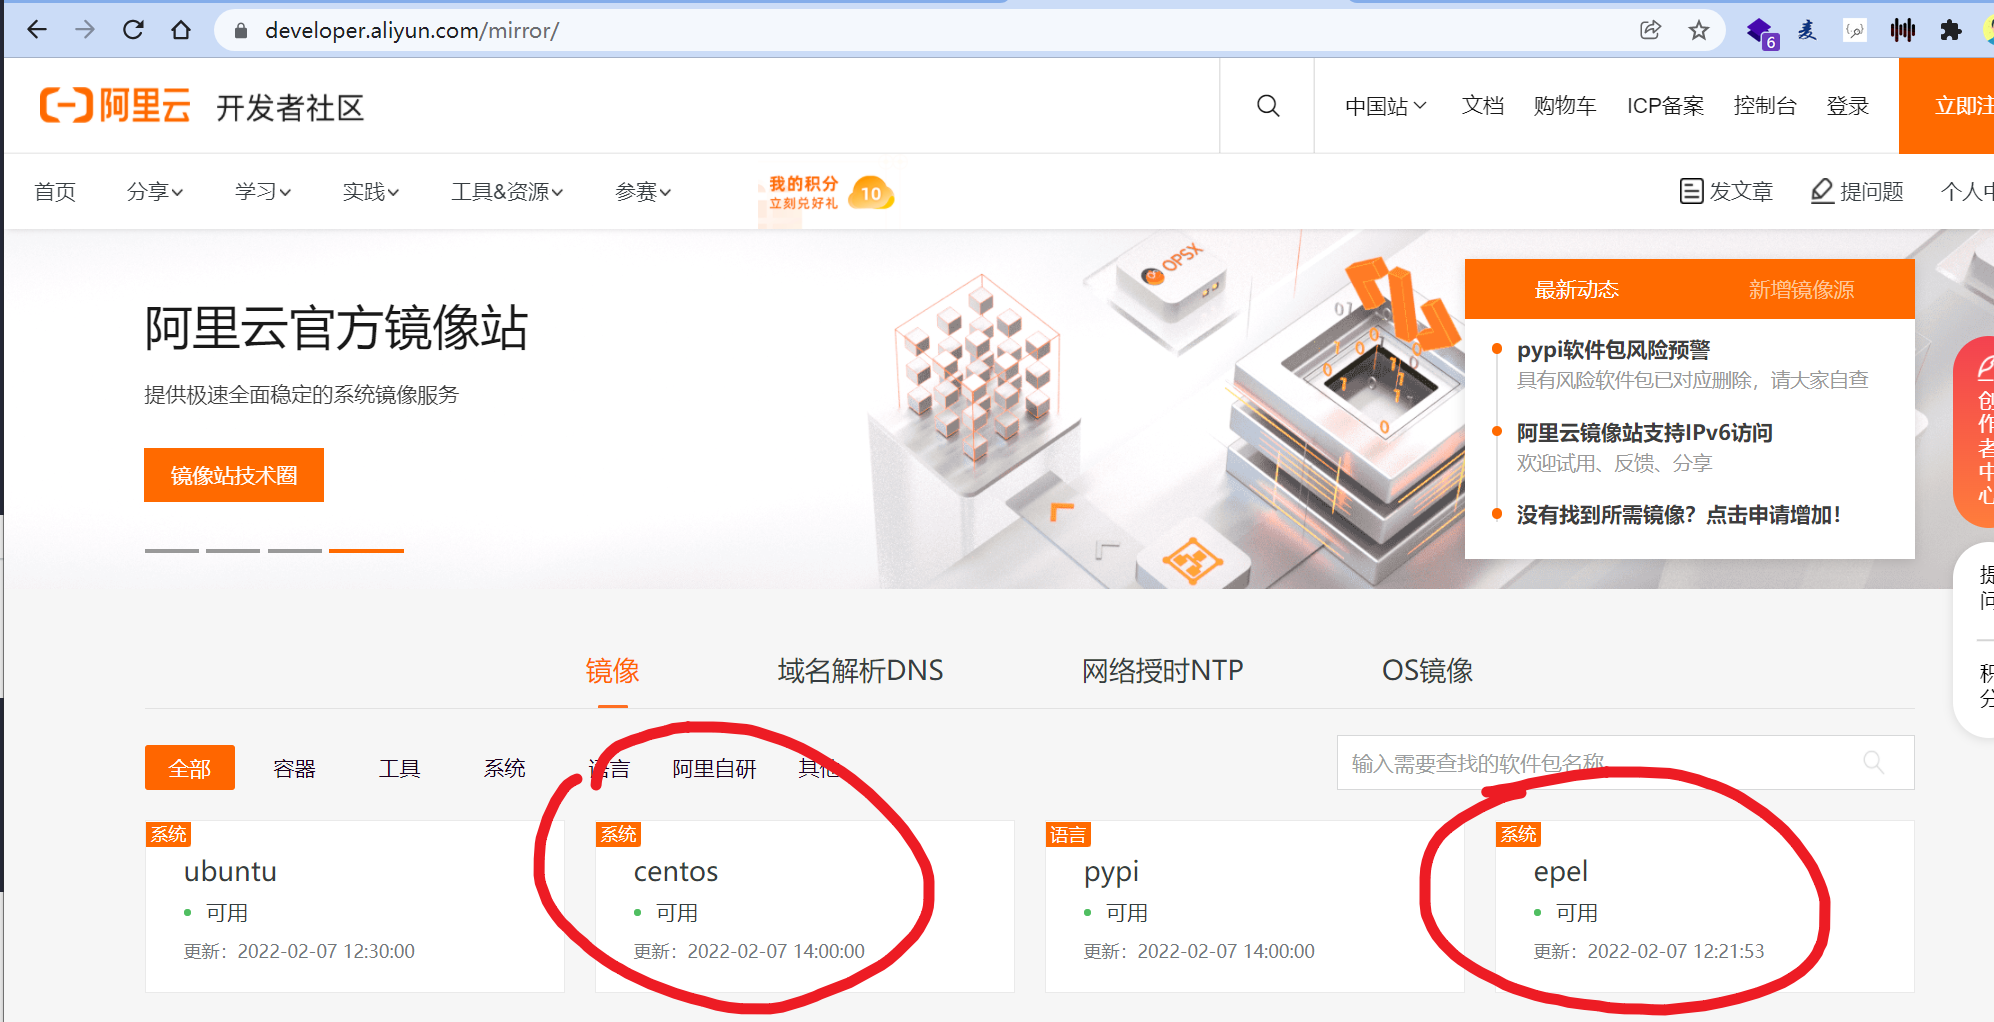 developer.aliyun.com/mirror/
6
阿里云 开发者社区
中国站 文档 购物车 ICP备案 控制台 登录 立即注
首页 分享 学习 实践 工具&资源 参赛 我的积分 立刻兑好礼 10 发文章 提问题 个人中
OPSX
阿里云官方镜像站
提供极速全面稳定的系统镜像服务
镜像站技术圈
最新动态 新增镜像源
pypi软件包风险预警
具有风险软件包已对应删除，请大家自查
阿里云镜像站支持IPv6访问
欢迎试用、反馈、分享
没有找到所需镜像？点击申请增加！
创作者中心
提问
积分
镜像 域名解析DNS 网络授时NTP OS镜像
全部 容器 工具 系统 语言 阿里自研 其他
输入需要查找的软件包名称
系统
ubuntu
可用
更新：2022-02-07 12:30:00
系统
centos
可用
更新：2022-02-07 14:00:00
语言
pypi
可用
更新：2022-02-07 14:00:00
系统
epel
可用
更新：2022-02-07 12:21:53